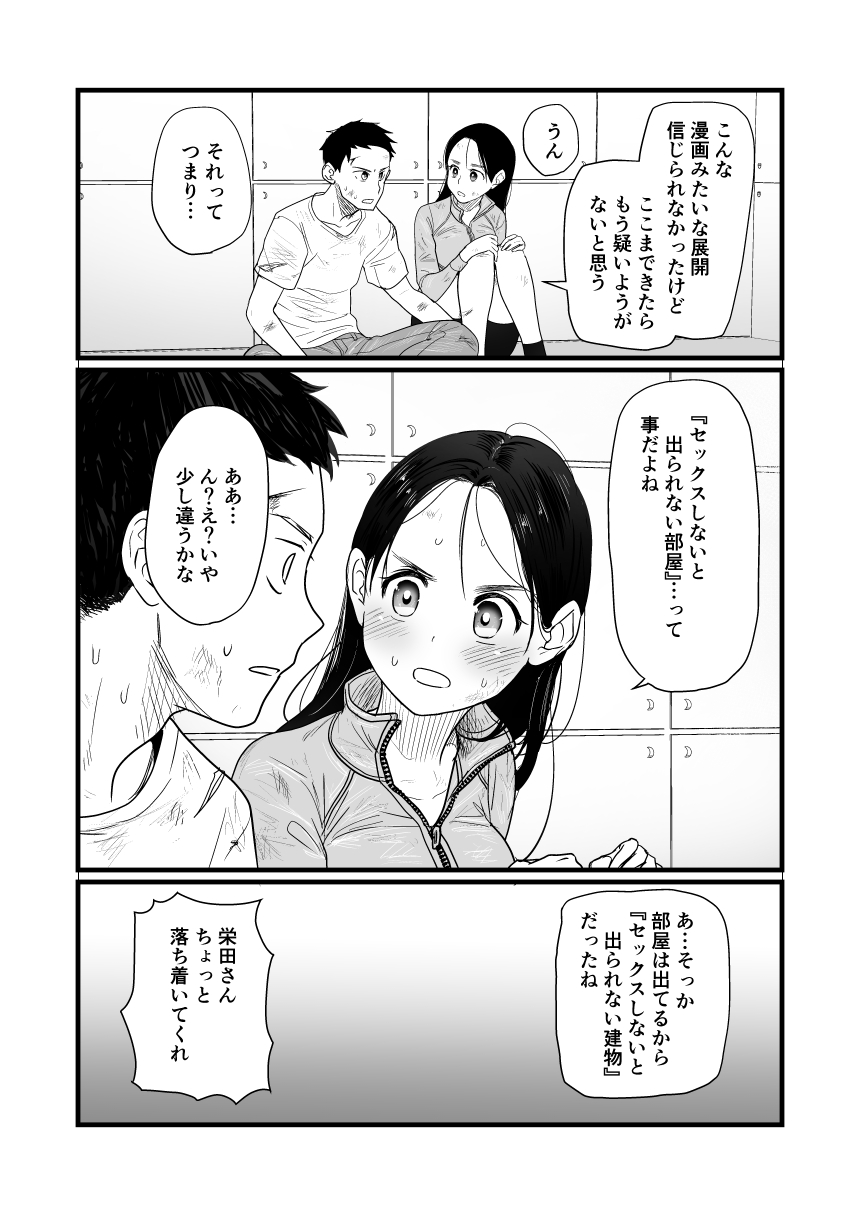 こんな
漫画みたいな展開
信じられなかったけど
ここまできたら
もう疑いようが
ないと思う
うん
それって
つまり…
『セックスしないと
出られない部屋』…って
事だよね
ああ…
ん？え？いや
少し違うかな
あ…そっか
部屋は出てるから
『セックスしないと
出られない建物』
だったね
栄田さん
ちょっと
落ち着いてくれ